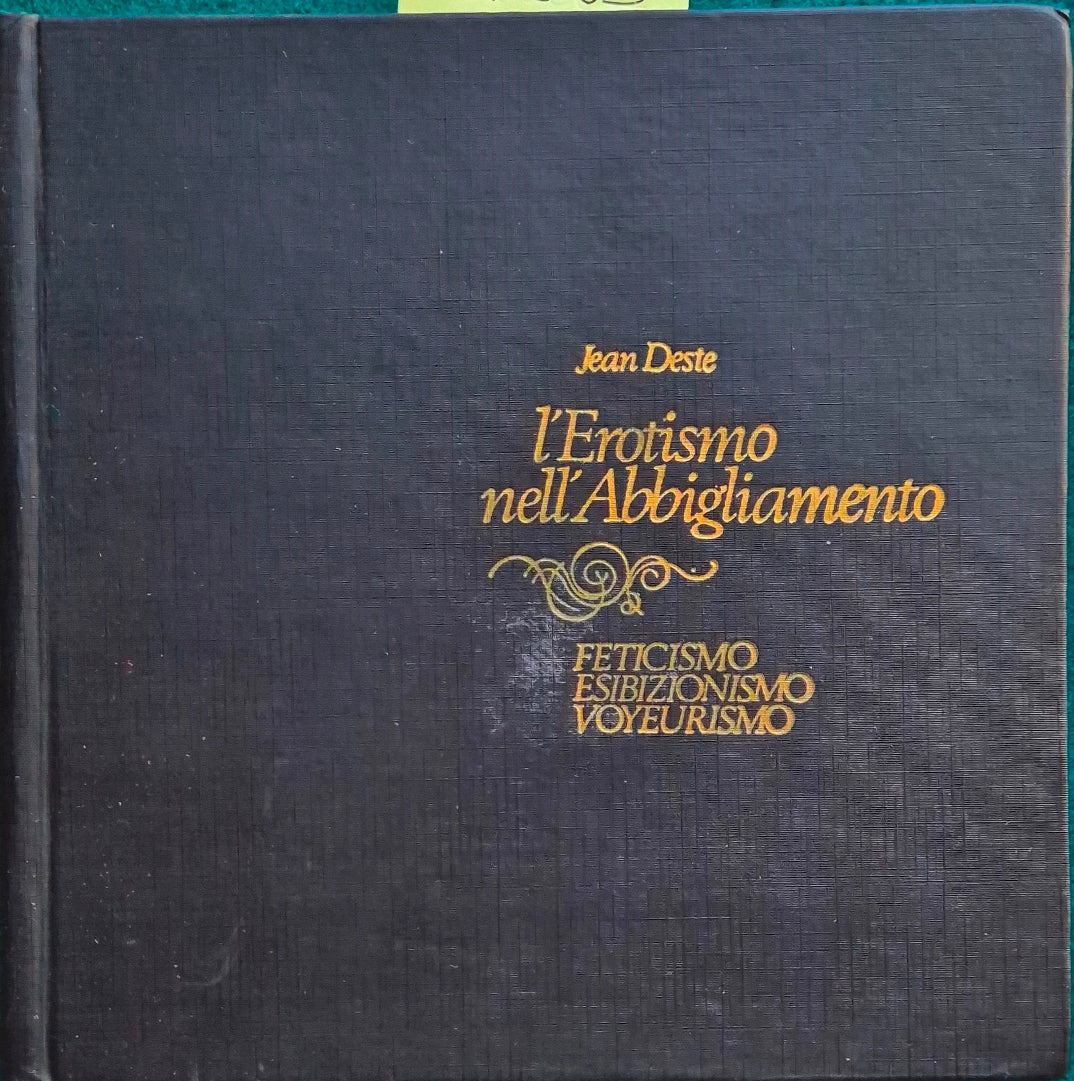 Jean Deste
l'Erotismo
nell'Abbigliamento
FETICISMO
ESIBIZIONISMO
VOYEURISMO